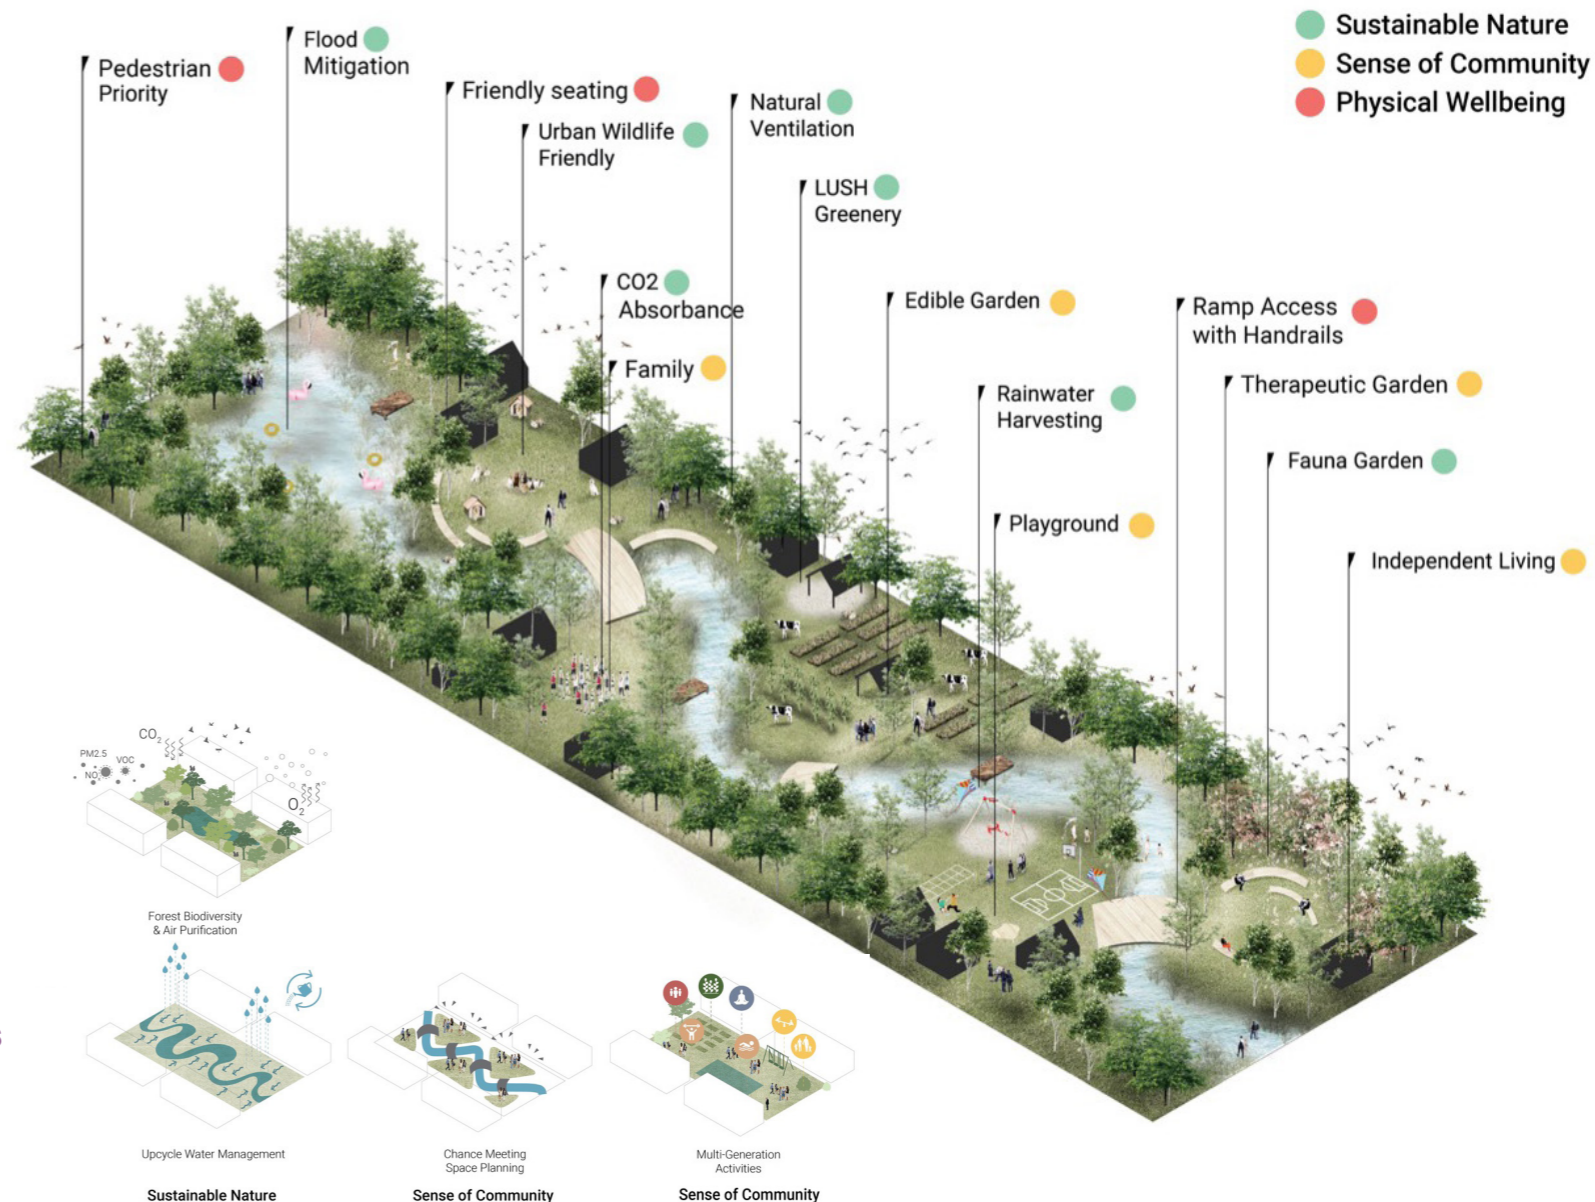 Sustainable Nature
Sense of Community
Physical Wellbeing
Pedestrian
Priority
Flood
Mitigation
Friendly seating
Urban Wildlife
Friendly
Natural
Ventilation
LUSH
Greenery
CO2
Absorbance
Family
Edible Garden
Rainwater
Harvesting
Playground
Ramp Access
with Handrails
Therapeutic Garden
Fauna Garden
Independent Living
CO2
PM2.5
VOC
NO
O2
Forest Biodiversity
& Air Purification
Upcycle Water Management
Sustainable Nature
Chance Meeting
Space Planning
Sense of Community
Multi-Generation
Activities
Sense of Community